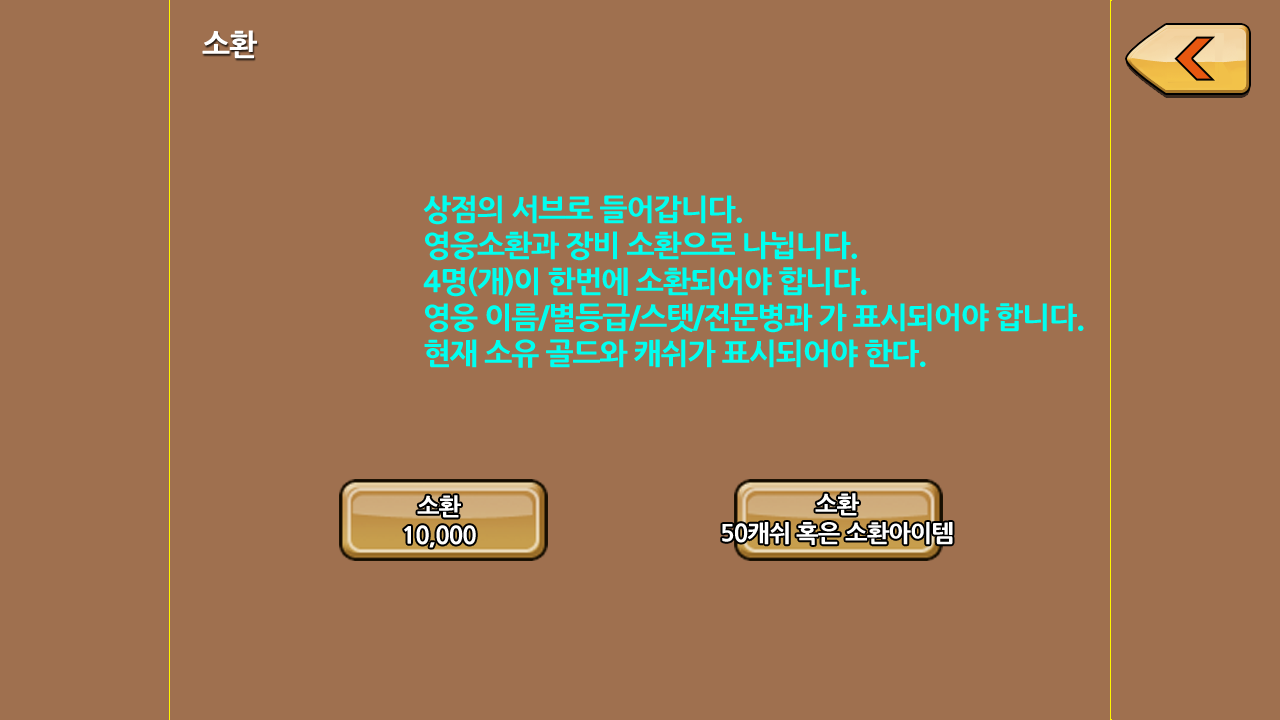 소환
상점의 서브로 들어갑니다.
영웅소환과 장비 소환으로 나뉩니다.
4명(개)이 한번에 소환되어야 합니다.
영웅 이름/별등급/스탯/전문병과 가 표시되어야 합니다.
현재 소유 골드와 캐쉬가 표시되어야 한다.
소환
10,000
소환
50캐쉬 혹은 소환아이템